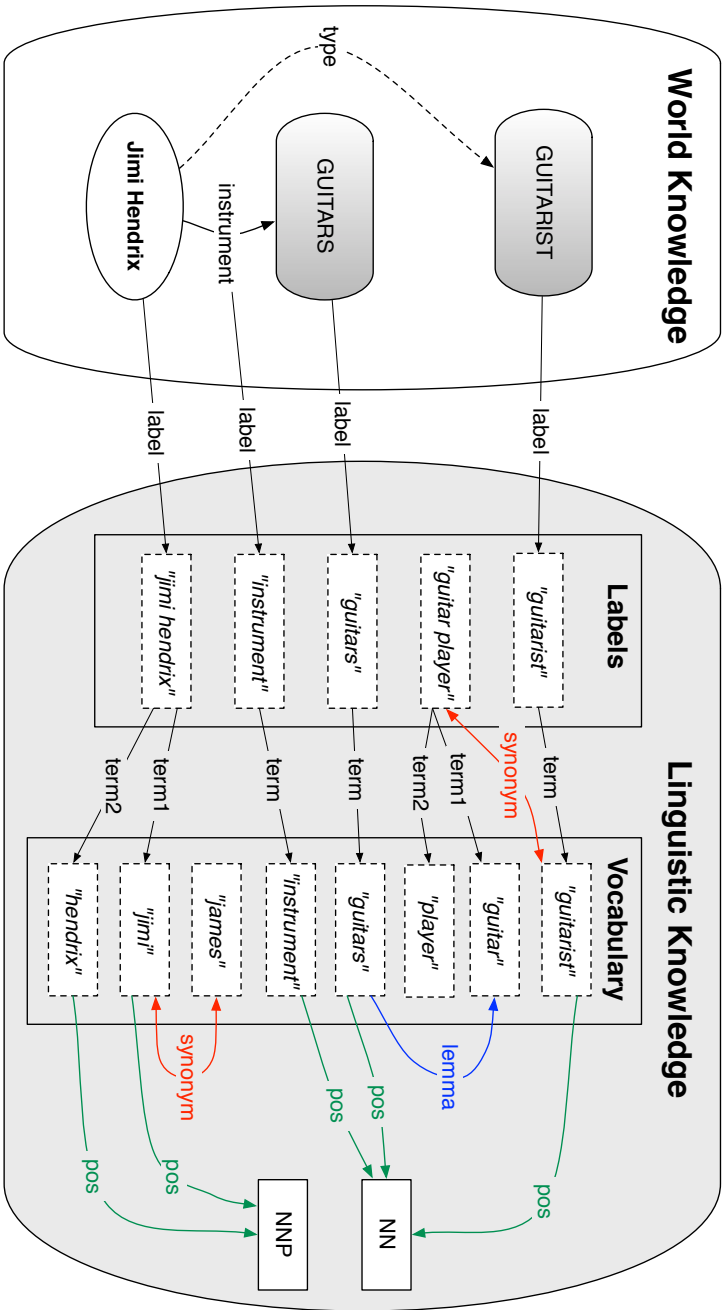 World Knowledge
GUITARIST
GUITARS
Jimi Hendrix
type
instrument
label
label
label
label
Linguistic Knowledge
Labels
"guitarist"
"guitar player"
"guitars"
"instrument"
"jimi hendrix"
synonym
term
term1
term2
term
term
term1
term2
Vocabulary
"guitarist"
"guitar"
"player"
"guitars"
"instrument"
"james"
"jimi"
"hendrix"
lemma
synonym
pos
pos
pos
pos
pos
NN
NNP